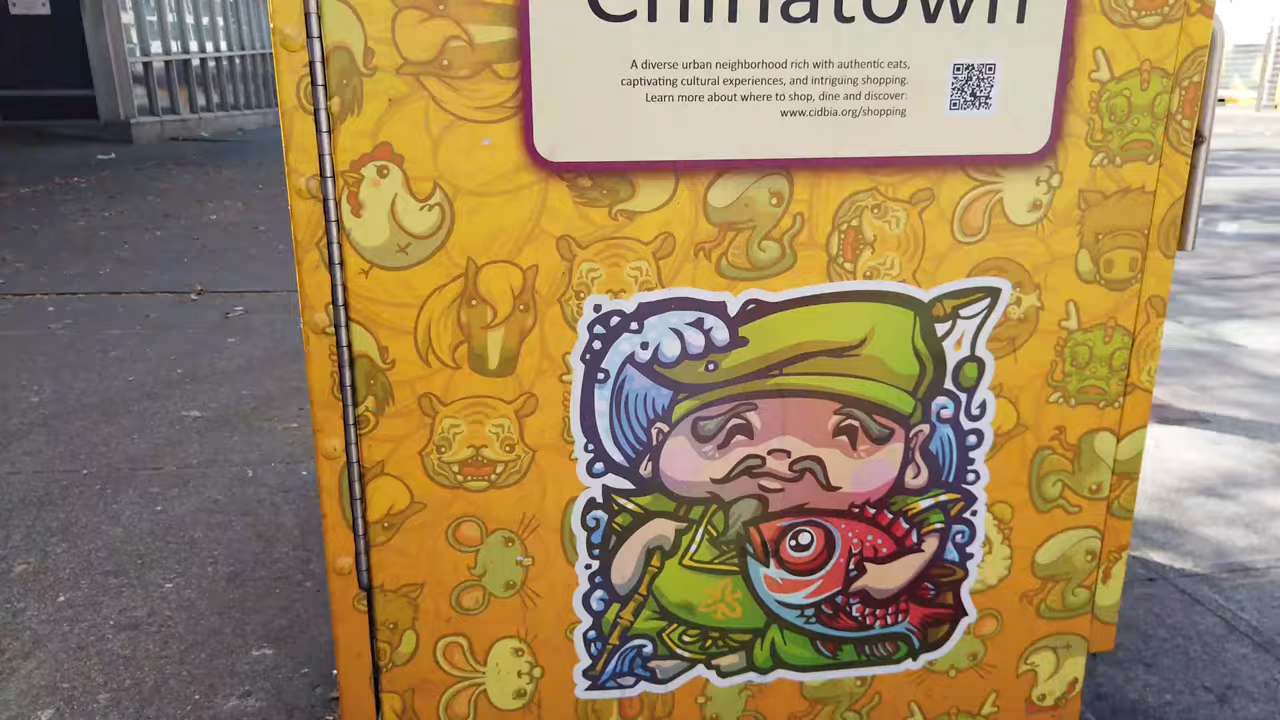 Chinatown
A diverse urban neighborhood rich with authentic eats,
captivating cultural experiences, and intriguing shopping.
Learn more about where to shop, dine and discover:
www.cidbia.org/shopping